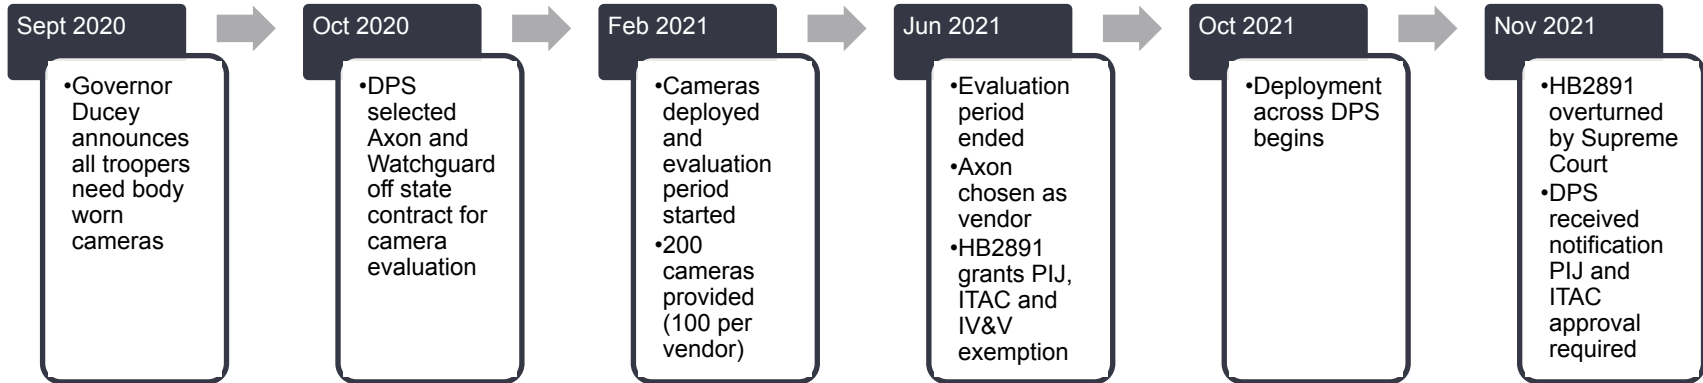 Sept 2020
•Governor
Ducey
announces
all troopers
need body
worn
cameras
Oct 2020
•DPS
selected
Axon and
Watchguard
off state
contract for
camera
evaluation
Feb 2021
•Cameras
deployed
and
evaluation
period
started
•200
cameras
provided
(100 per
vendor)
Jun 2021
•Evaluation
period
ended
•Axon
chosen as
vendor
•HB2891
grants PIJ,
ITAC and
IV&V
exemption
Oct 2021
•Deployment
across DPS
begins
Nov 2021
•HB2891
overturned
by Supreme
Court
•DPS
received
notification
PIJ and
ITAC
approval
required